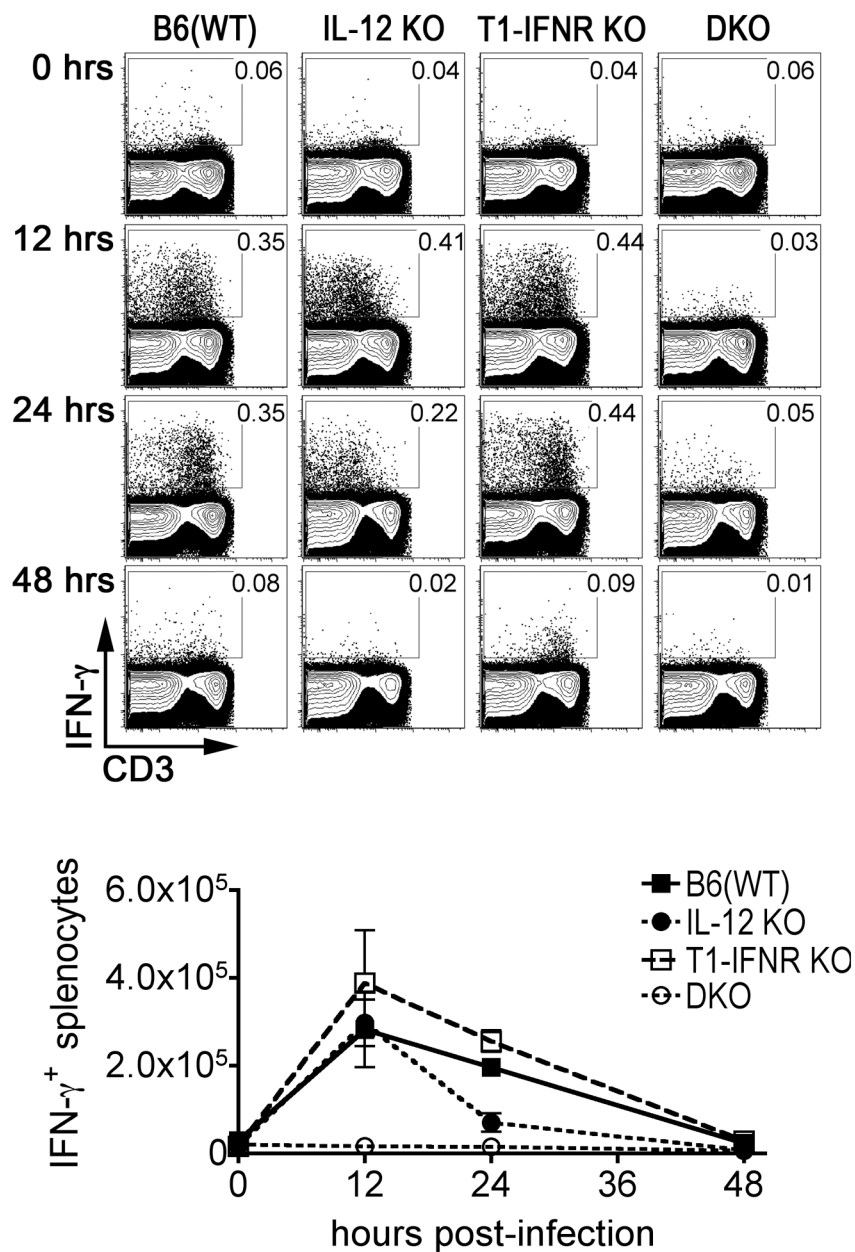 B6(WT) IL-12 KO T1-IFNR KO DKO
0 hrs 0.06 0.04 0.04 0.06
12 hrs 0.35 0.41 0.44 0.03
24 hrs 0.35 0.22 0.44 0.05
48 hrs 0.08 0.02 0.09 0.01
IFN-γ
CD3
IFN-γ⁺ splenocytes
6.0x10⁵
4.0x10⁵
2.0x10⁵
0
B6(WT)
IL-12 KO
T1-IFNR KO
DKO
0 12 24 36 48
hours post-infection